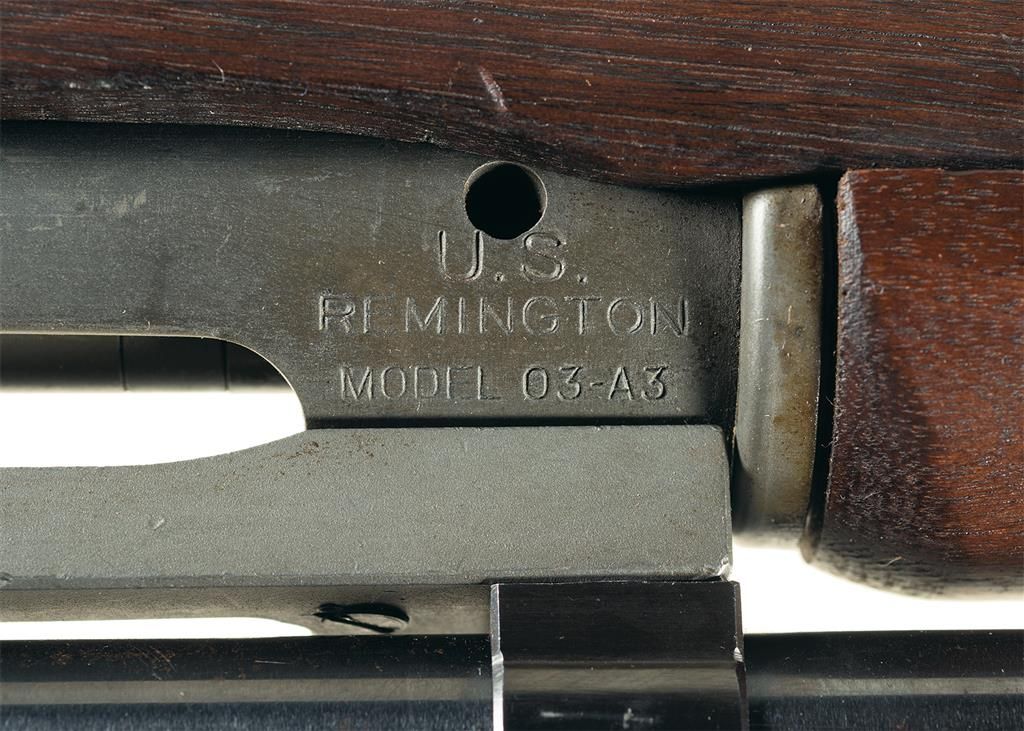 U.S.
REMINGTON
MODEL 03-A3